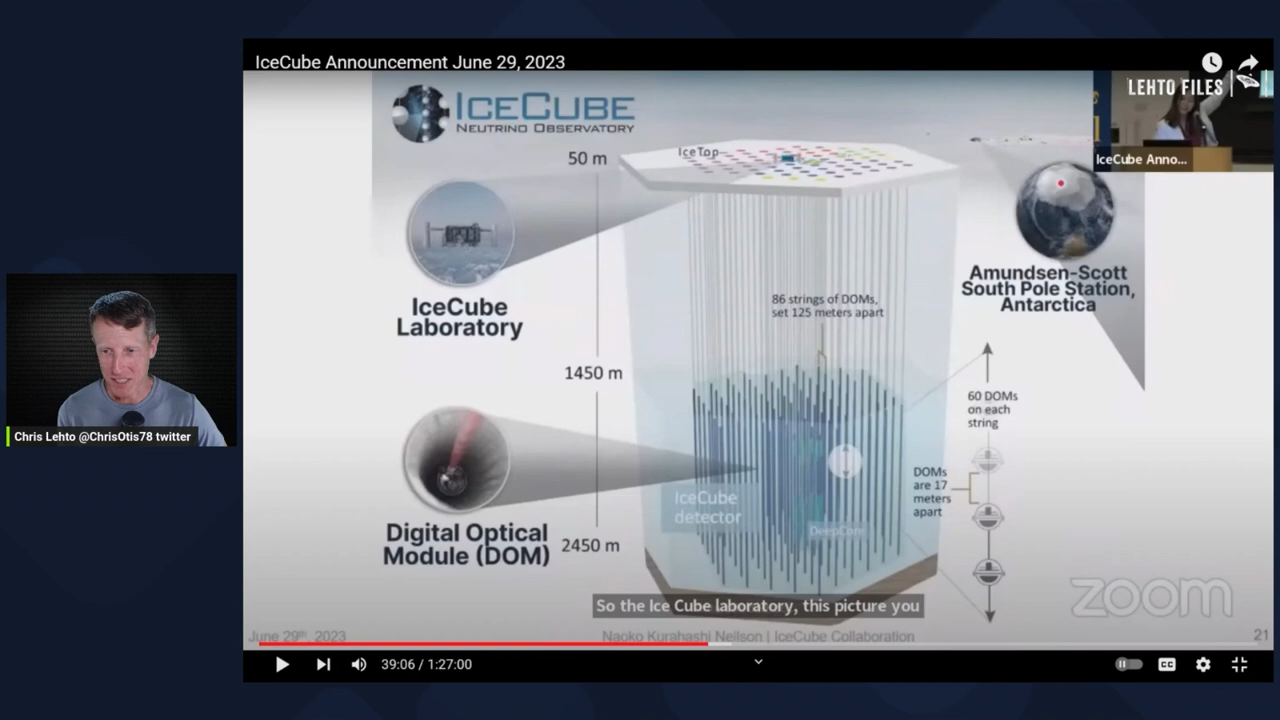 IceCube Announcement June 29, 2023
LEHTO FILES
ICECUBE
NEUTRINO OBSERVATORY
IceCube Anno...
50 m
IceTop
Amundsen-Scott
South Pole Station,
Antarctica
IceCube
Laboratory
86 strings of DOMs,
set 125 meters apart
1450 m
60 DOMs
on each
string
DOMs
are 17
meters
apart
IceCube
detector
DeepCore
Digital Optical
Module (DOM)
2450 m
So the Ice Cube laboratory, this picture you
zoom
June 29th, 2023
Naoko Kurahashi Neilson | IceCube Collaboration
21
39:06 / 1:27:00
CC
Chris Lehto @ChrisOtis78 twitter